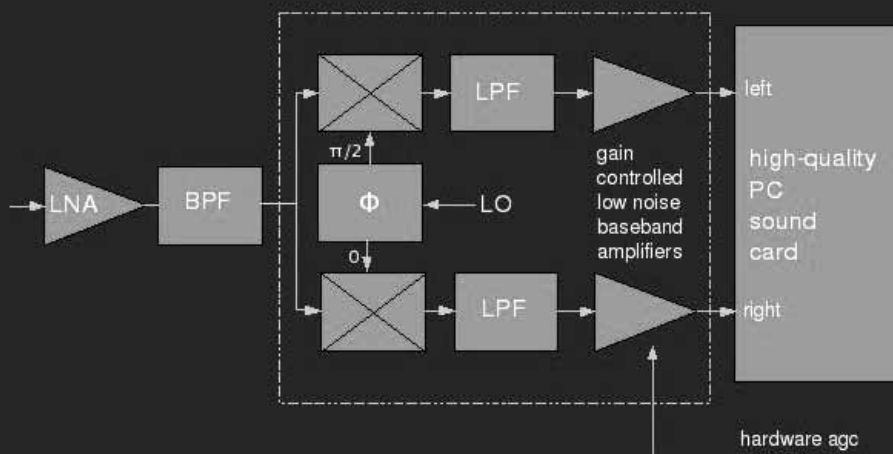 LNA
BPF
π/2
Φ
0
LO
LPF
LPF
gain
controlled
low noise
baseband
amplifiers
left
high-quality
PC
sound
card
right
hardware agc